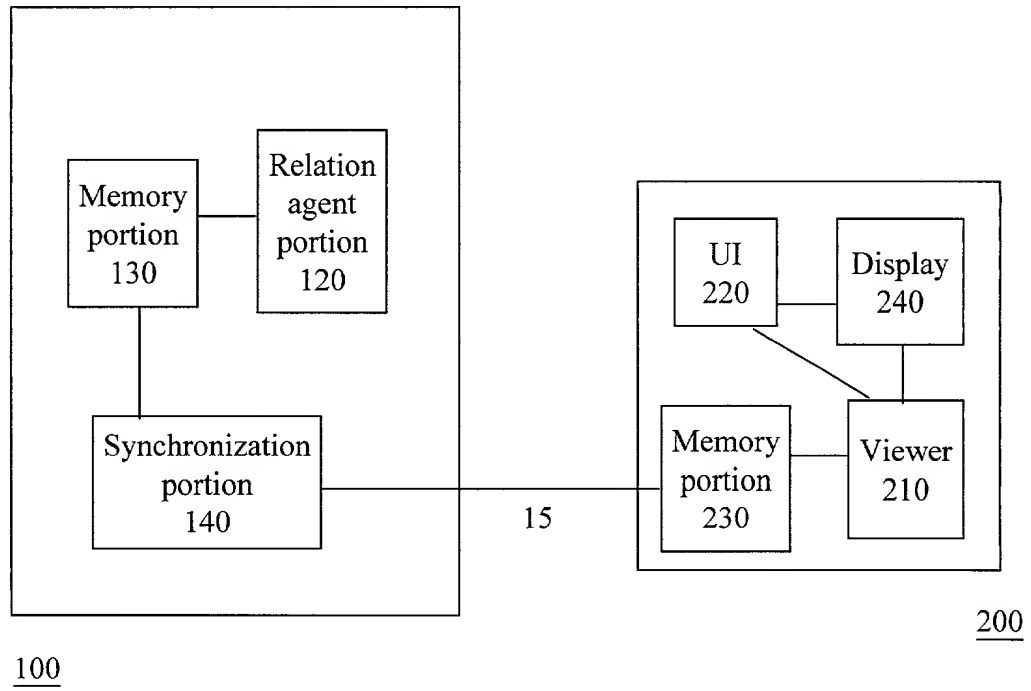 Memory
portion
130
Relation
agent
portion
120
Synchronization
portion
140
15
UI
220
Display
240
Memory
portion
230
Viewer
210
200
100